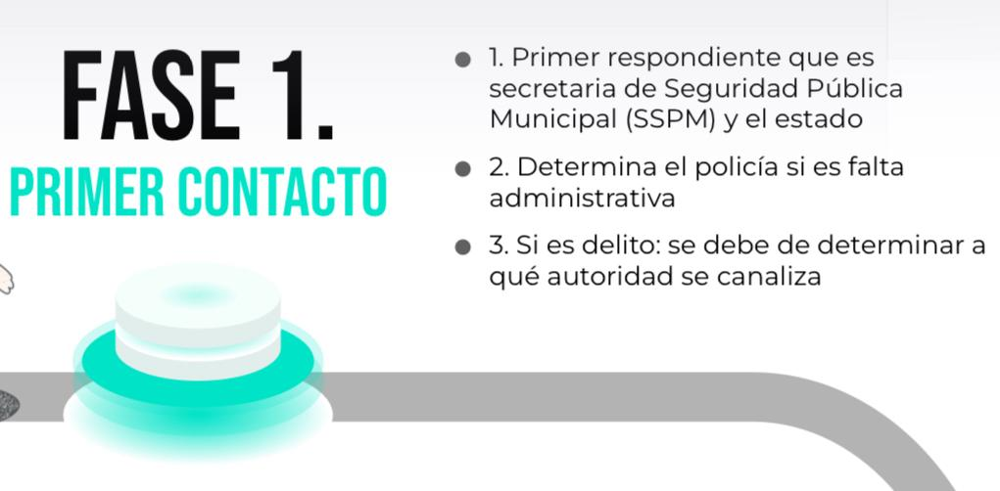 FASE 1.
PRIMER CONTACTO
1. Primer respondiente que es
secretaria de Seguridad Pública
Municipal (SSPM) y el estado
2. Determina el policía si es falta
administrativa
3. Si es delito: se debe de determinar a
qué autoridad se canaliza